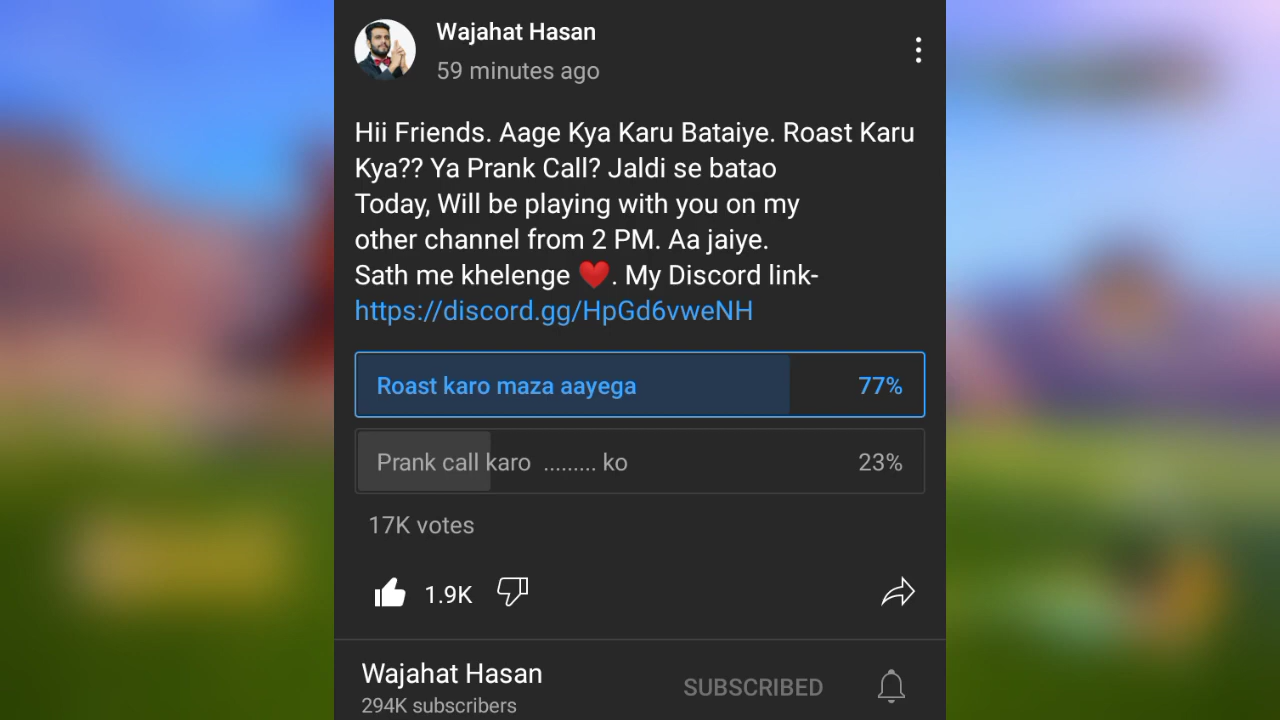 Wajahat Hasan
59 minutes ago
Hii Friends. Aage Kya Karu Bataiye. Roast Karu
Kya?? Ya Prank Call? Jaldi se batao
Today, Will be playing with you on my
other channel from 2 PM. Aa jaiye.
Sath me khelenge ❤️. My Discord link-
https://discord.gg/HpGd6vweNH
Roast karo maza aayega 77%
Prank call karo ......... ko 23%
17K votes
1.9K
Wajahat Hasan
SUBSCRIBED
294K subscribers